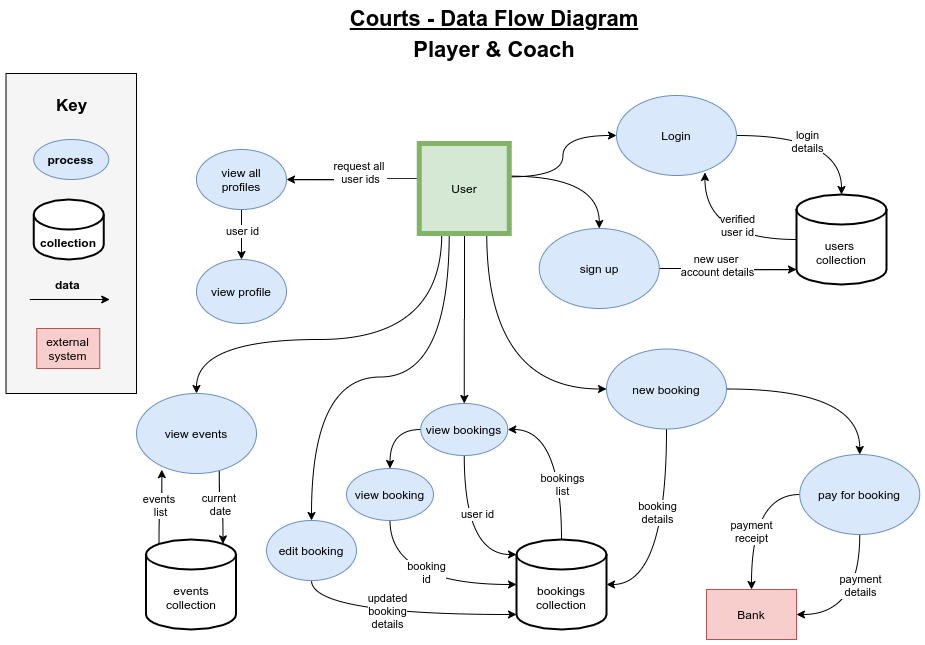 Courts - Data Flow Diagram
Player & Coach
Key
process
collection
data
external
system
view all
profiles
request all
user ids
User
Login
login
details
user id
verified
user id
users
collection
view profile
sign up
new user
account details
view events
view bookings
new booking
events
list
current
date
view booking
user id
bookings
list
booking
details
pay for booking
payment
receipt
edit booking
booking
id
events
collection
bookings
collection
updated
booking
details
payment
details
Bank